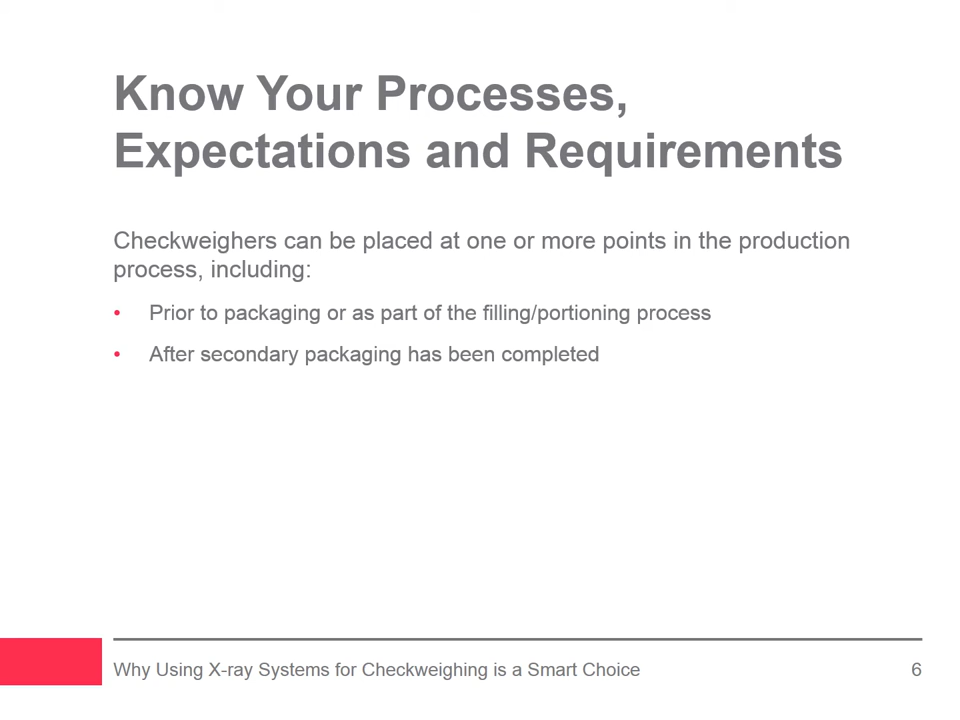 Know Your Processes,
Expectations and Requirements
Checkweighers can be placed at one or more points in the production
process, including:
• Prior to packaging or as part of the filling/portioning process
• After secondary packaging has been completed
Why Using X-ray Systems for Checkweighing is a Smart Choice 6